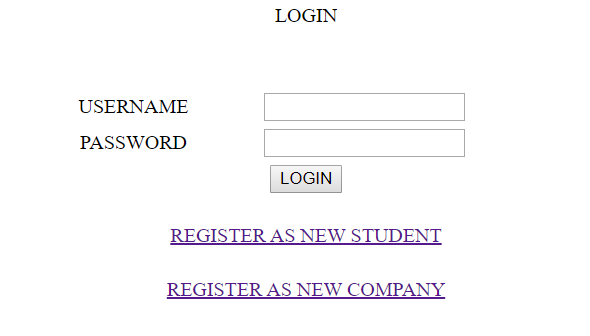 LOGIN
USERNAME
PASSWORD
LOGIN
REGISTER AS NEW STUDENT
REGISTER AS NEW COMPANY